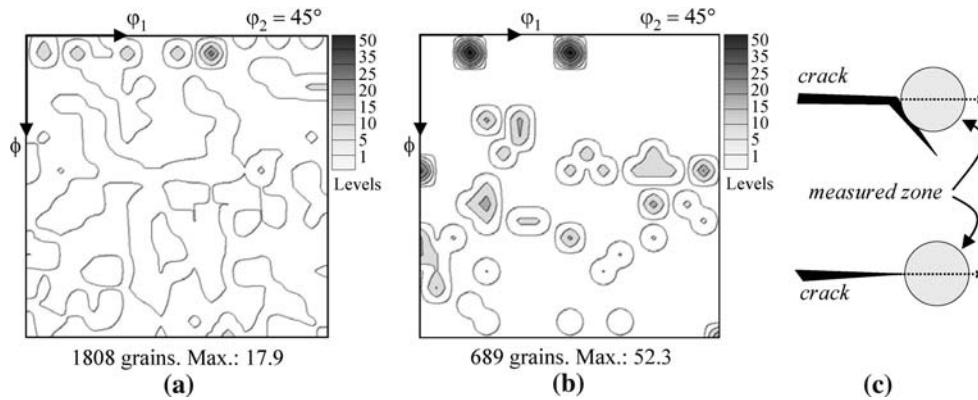 (a)
φ₁
φ₂ = 45°
ϕ
50
35
25
20
15
10
5
1
Levels
1808 grains. Max.: 17.9
(a)
(b)
φ₁
φ₂ = 45°
ϕ
50
35
25
20
15
10
5
1
Levels
689 grains. Max.: 52.3
(b)
(c)
crack
measured zone
crack
(c)